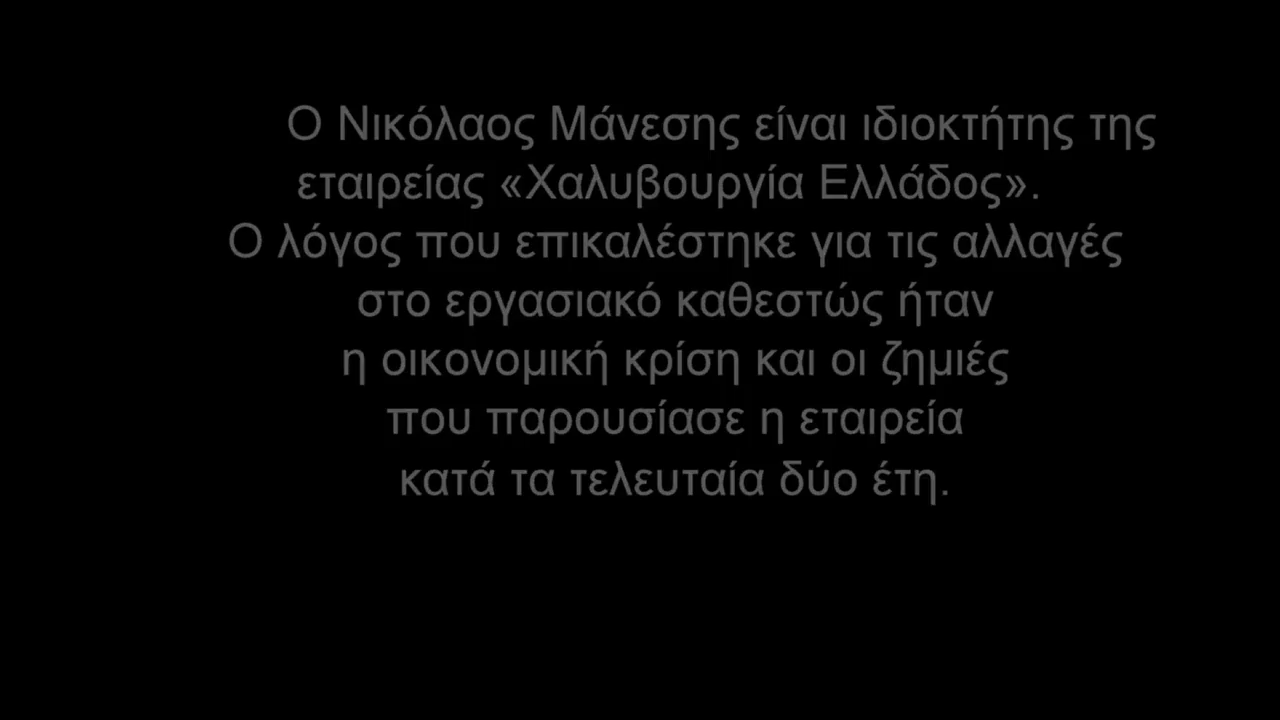 Ο Νικόλαος Μάνεσης είναι ιδιοκτήτης της
εταιρείας «Χαλυβουργία Ελλάδος».
Ο λόγος που επικαλέστηκε για τις αλλαγές
στο εργασιακό καθεστώς ήταν
η οικονομική κρίση και οι ζημιές
που παρουσίασε η εταιρεία
κατά τα τελευταία δύο έτη.